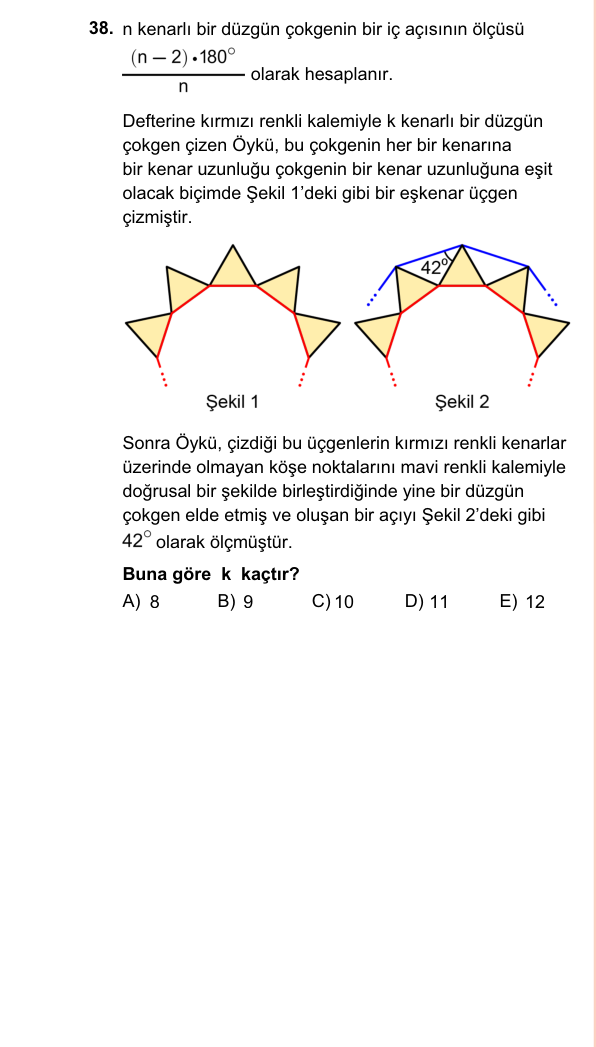 38. n kenarlı bir düzgün çokgenin bir iç açısının ölçüsü
(n — 2) • 180°
n
olarak hesaplanır.
Defterine kırmızı renkli kalemiyle k kenarlı bir düzgün
çokgen çizen Öykü, bu çokgenin her bir kenarına
bir kenar uzunluğu çokgenin bir kenar uzunluğuna eşit
olacak biçimde Şekil 1’deki gibi bir eşkenar üçgen
çizmiştir.
42°
Şekil 1
Şekil 2
Sonra Öykü, çizdiği bu üçgenlerin kırmızı renkli kenarlar
üzerinde olmayan köşe noktalarını mavi renkli kalemiyle
doğrusal bir şekilde birleştirdiğinde yine bir düzgün
çokgen elde etmiş ve oluşan bir açıyı Şekil 2’deki gibi
42° olarak ölçmüştür.
Buna göre k kaçtır?
A) 8 B) 9 C) 10 D) 11 E) 12